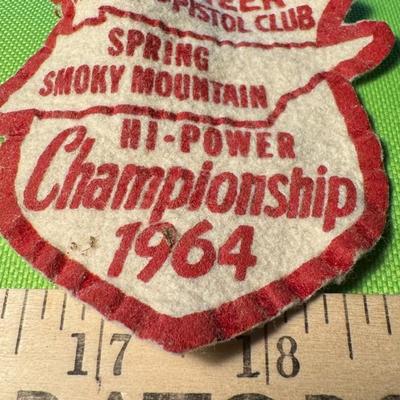 PISTOL CLUB
SPRING
SMOKY MOUNTAIN
HI-POWER
Championship
1964
17 18